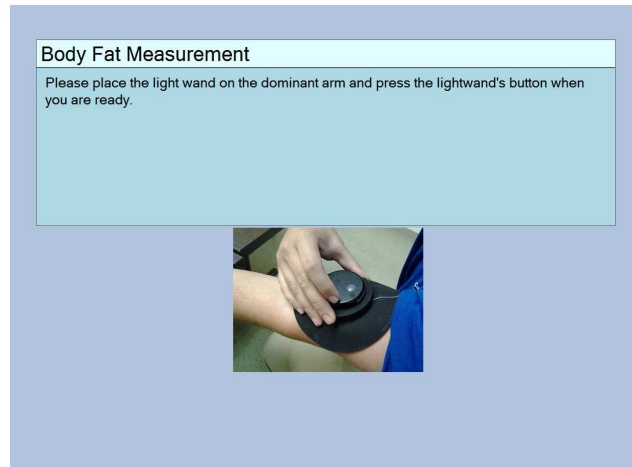 Body Fat Measurement
Please place the light wand on the dominant arm and press the lightwand's button when
you are ready.